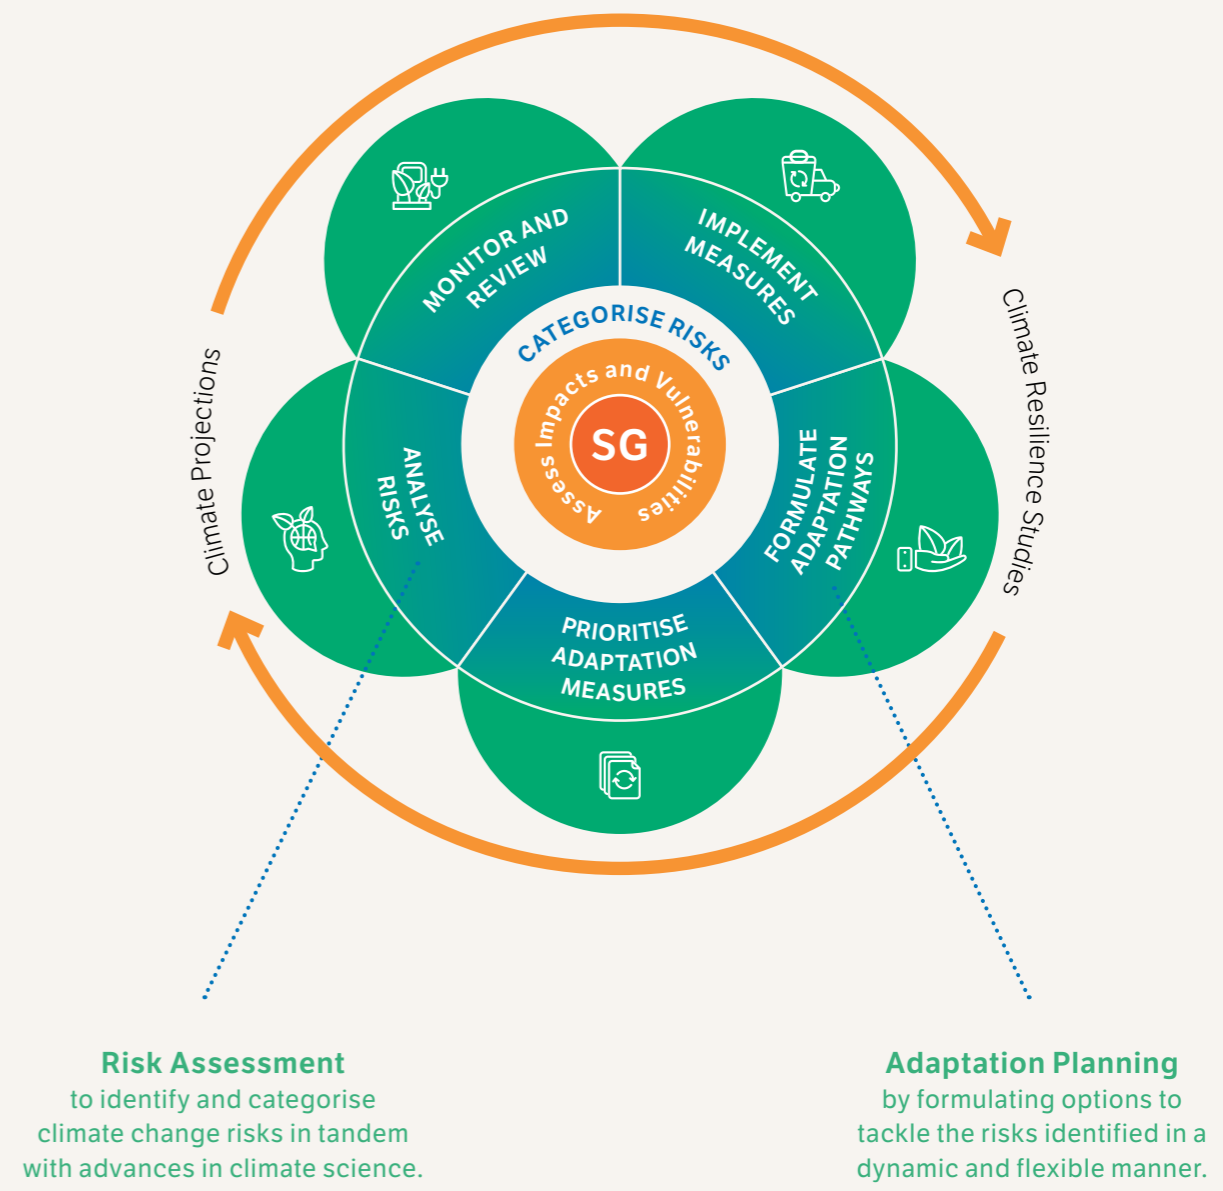 MONITOR AND
REVIEW
IMPLEMENT
MEASURES
CATEGORISE RISKS
Assess Impacts and Vulnerabilities
SG
Climate Projections
Climate Resilience Studies
ANALYSE
RISKS
FORMULATE
ADAPTATION
PATHWAYS
PRIORITISE
ADAPTATION
MEASURES
Risk Assessment
to identify and categorise
climate change risks in tandem
with advances in climate science.
Adaptation Planning
by formulating options to
tackle the risks identified in a
dynamic and flexible manner.